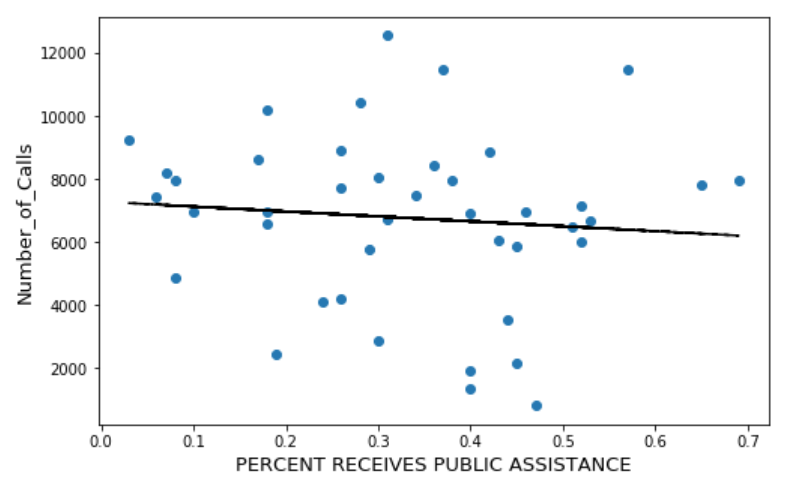 Number_of_Calls
12000
10000
8000
6000
4000
2000
0.0 0.1 0.2 0.3 0.4 0.5 0.6 0.7
PERCENT RECEIVES PUBLIC ASSISTANCE